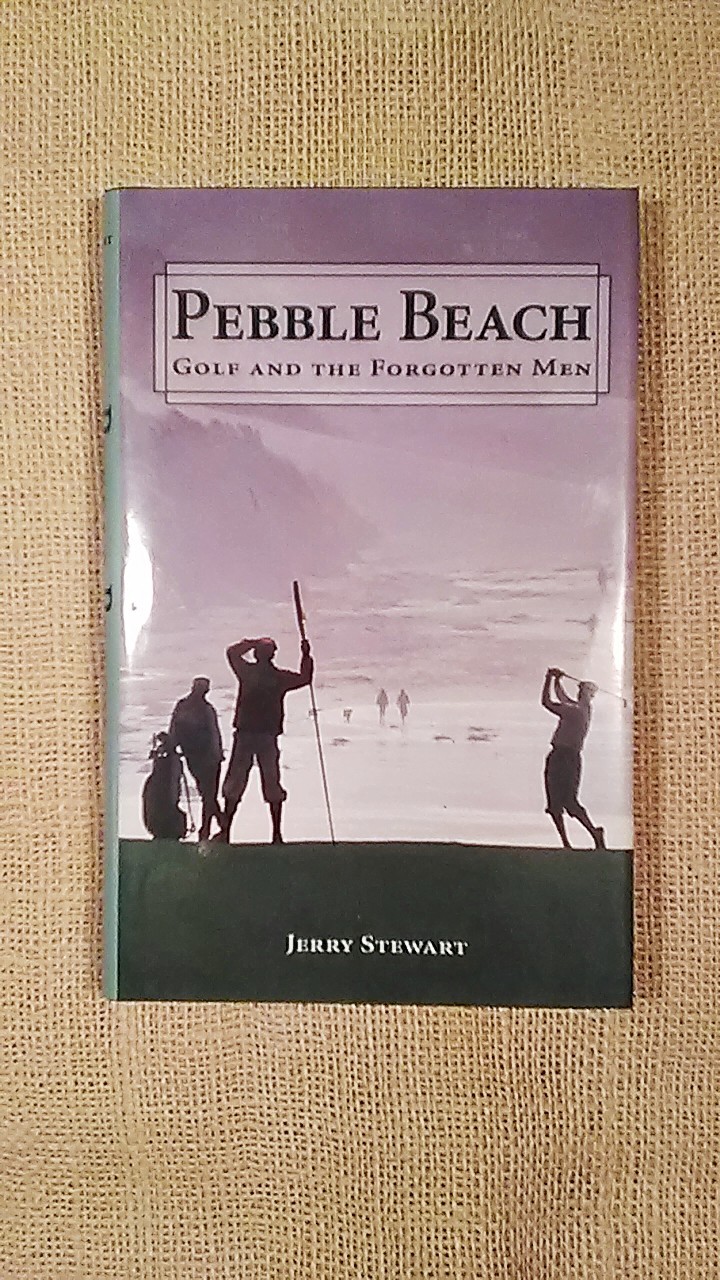 PEBBLE BEACH
GOLF AND THE FORGOTTEN MEN
JERRY STEWART